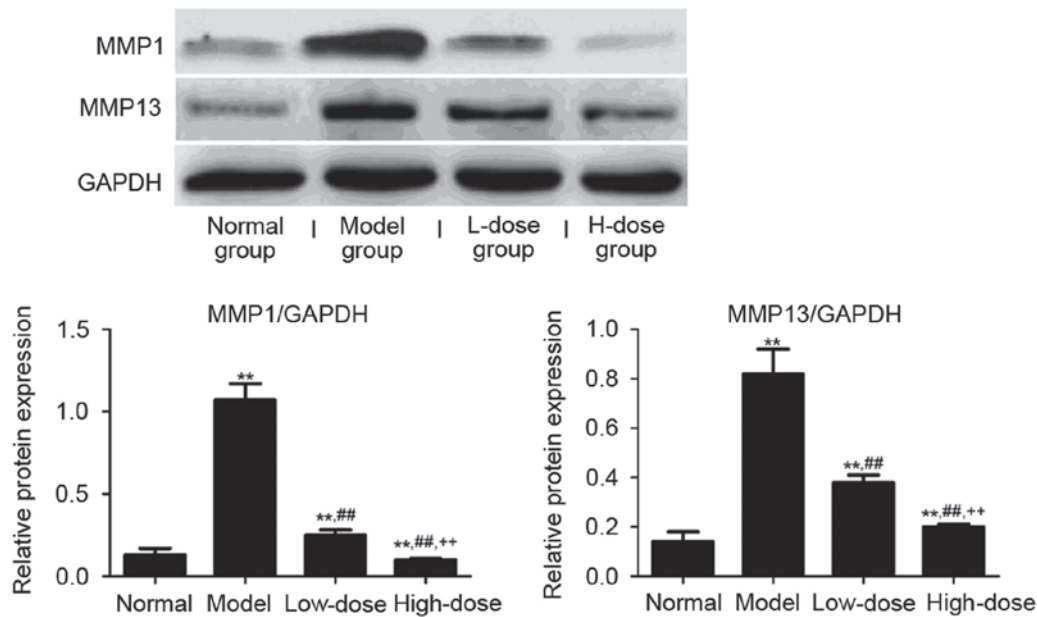 MMP1
MMP13
GAPDH
Normal group | Model group | L-dose group | H-dose group
MMP1/GAPDH
Relative protein expression
1.5
1.0
0.5
0.0
**
**,##
**,##,++
Normal Model Low-dose High-dose
MMP13/GAPDH
Relative protein expression
1.0
0.8
0.6
0.4
0.2
0.0
**
**,##
**,##,++
Normal Model Low-dose High-dose